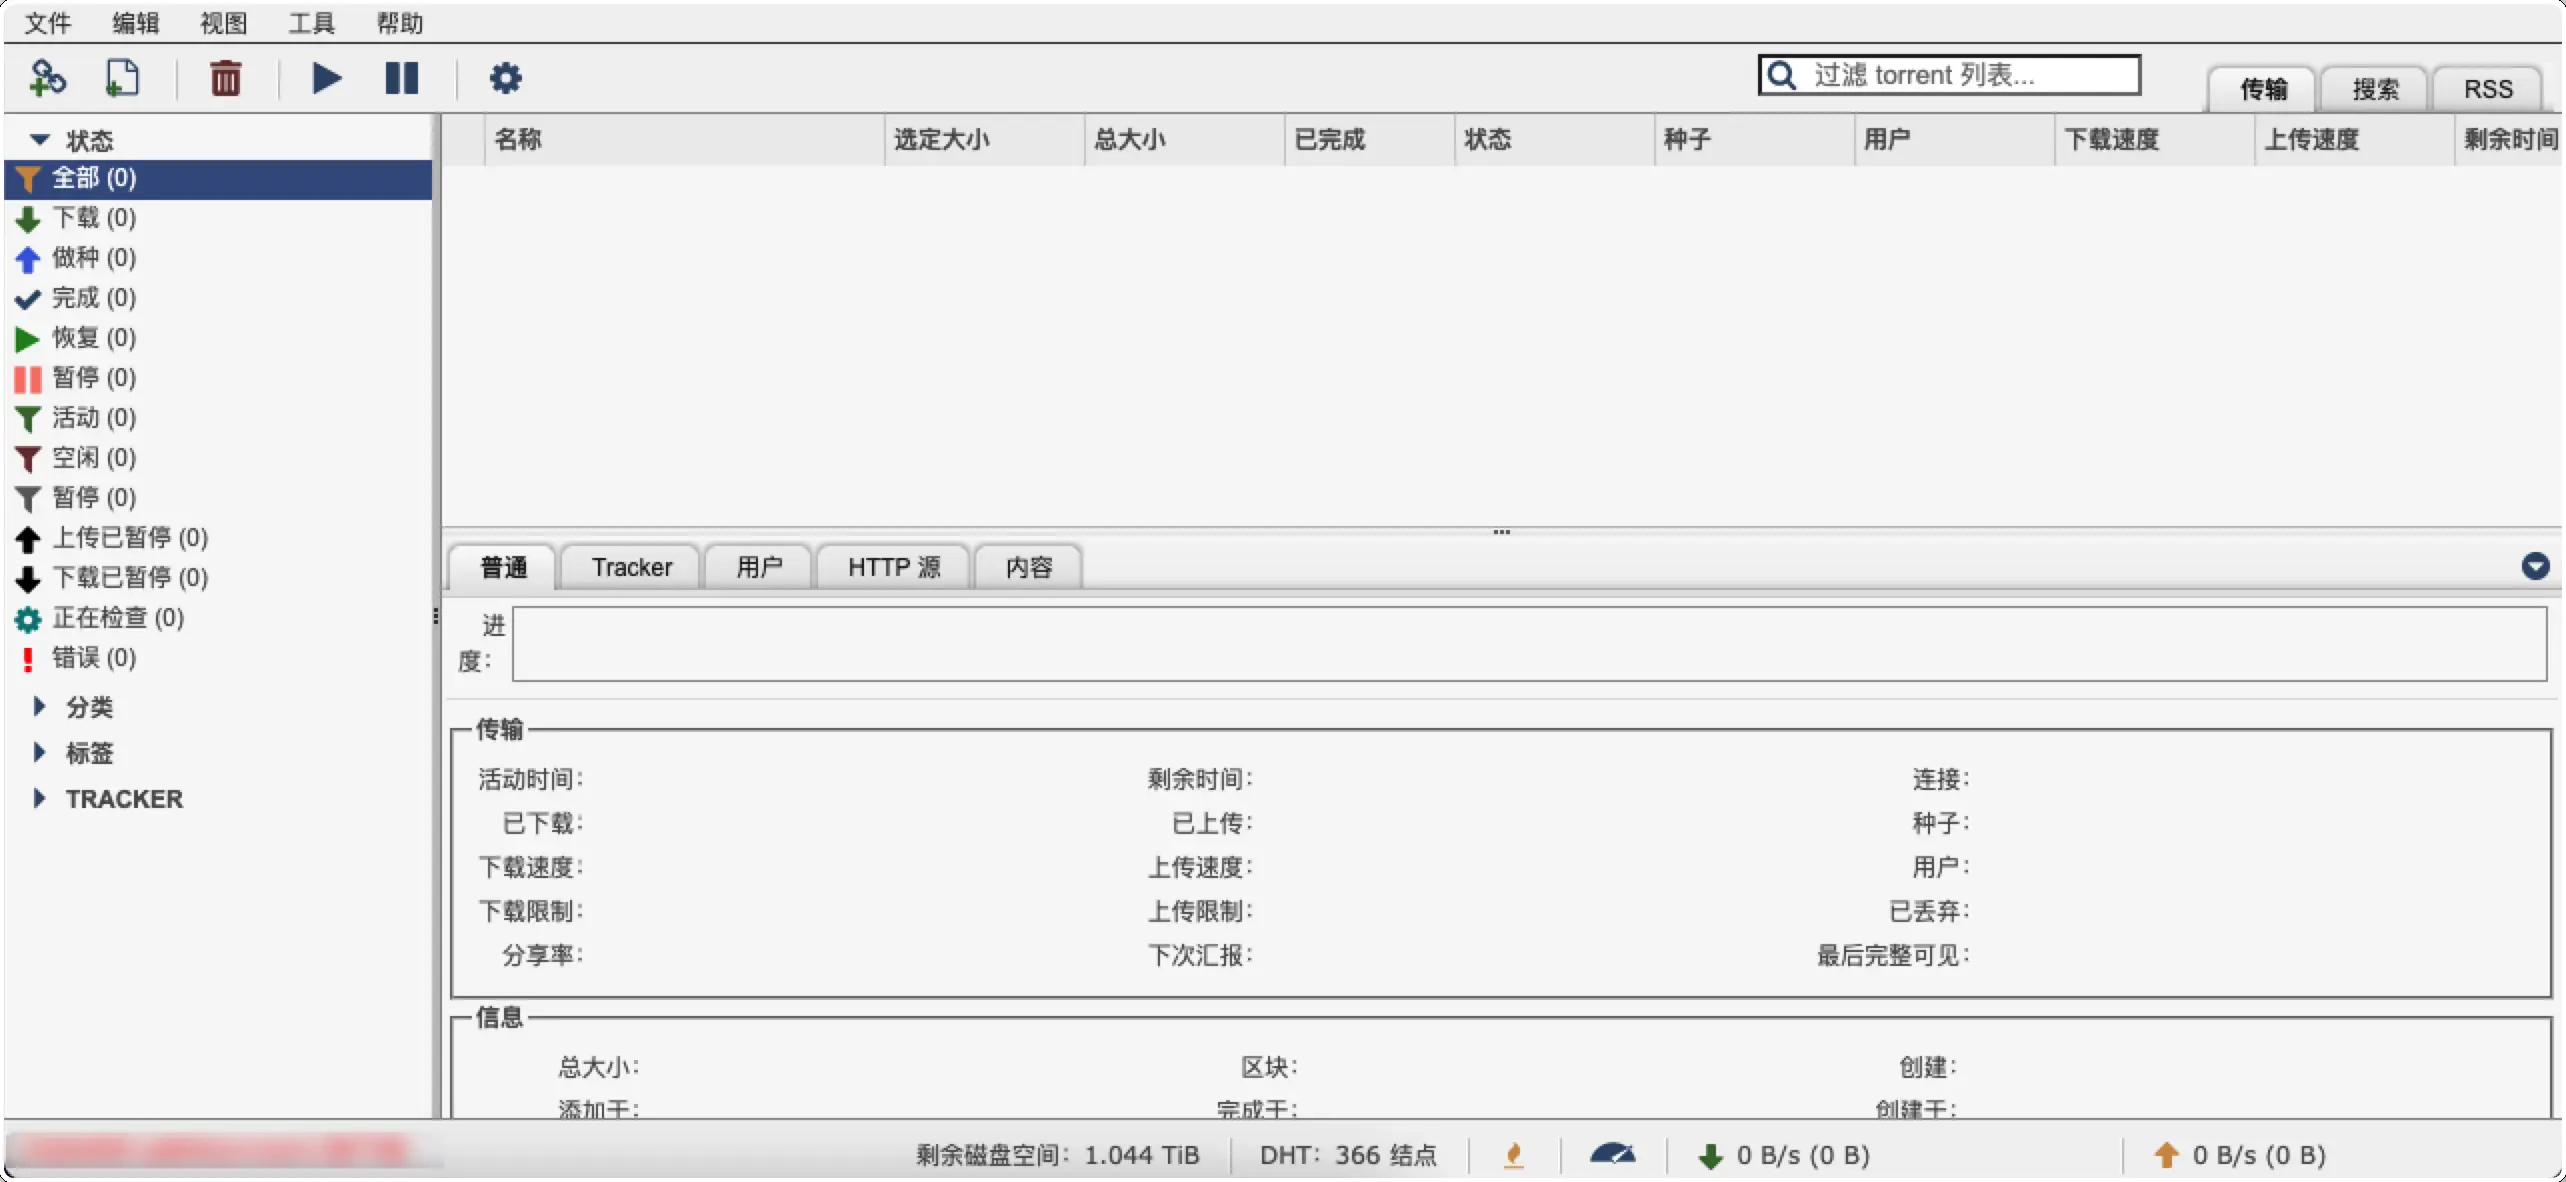 文件 编辑 视图 工具 帮助
过滤 torrent 列表...
传输 搜索 RSS
状态
全部 (0)
下载 (0)
做种 (0)
完成 (0)
恢复 (0)
暂停 (0)
活动 (0)
空闲 (0)
暂停 (0)
上传已暂停 (0)
下载已暂停 (0)
正在检查 (0)
错误 (0)
分类
标签
TRACKER
名称 选定大小 总大小 已完成 状态 种子 用户 下载速度 上传速度 剩余时间
普通 Tracker 用户 HTTP 源 内容
进
度：
传输
活动时间： 剩余时间： 连接：
已下载： 已上传： 种子：
下载速度： 上传速度： 用户：
下载限制： 上传限制： 已丢弃：
分享率： 下次汇报： 最后完整可见：
信息
总大小： 区块： 创建：
添加于： 完成于： 创建于：
剩余磁盘空间：1.044 TiB DHT：366 结点 0 B/s (0 B) 0 B/s (0 B)